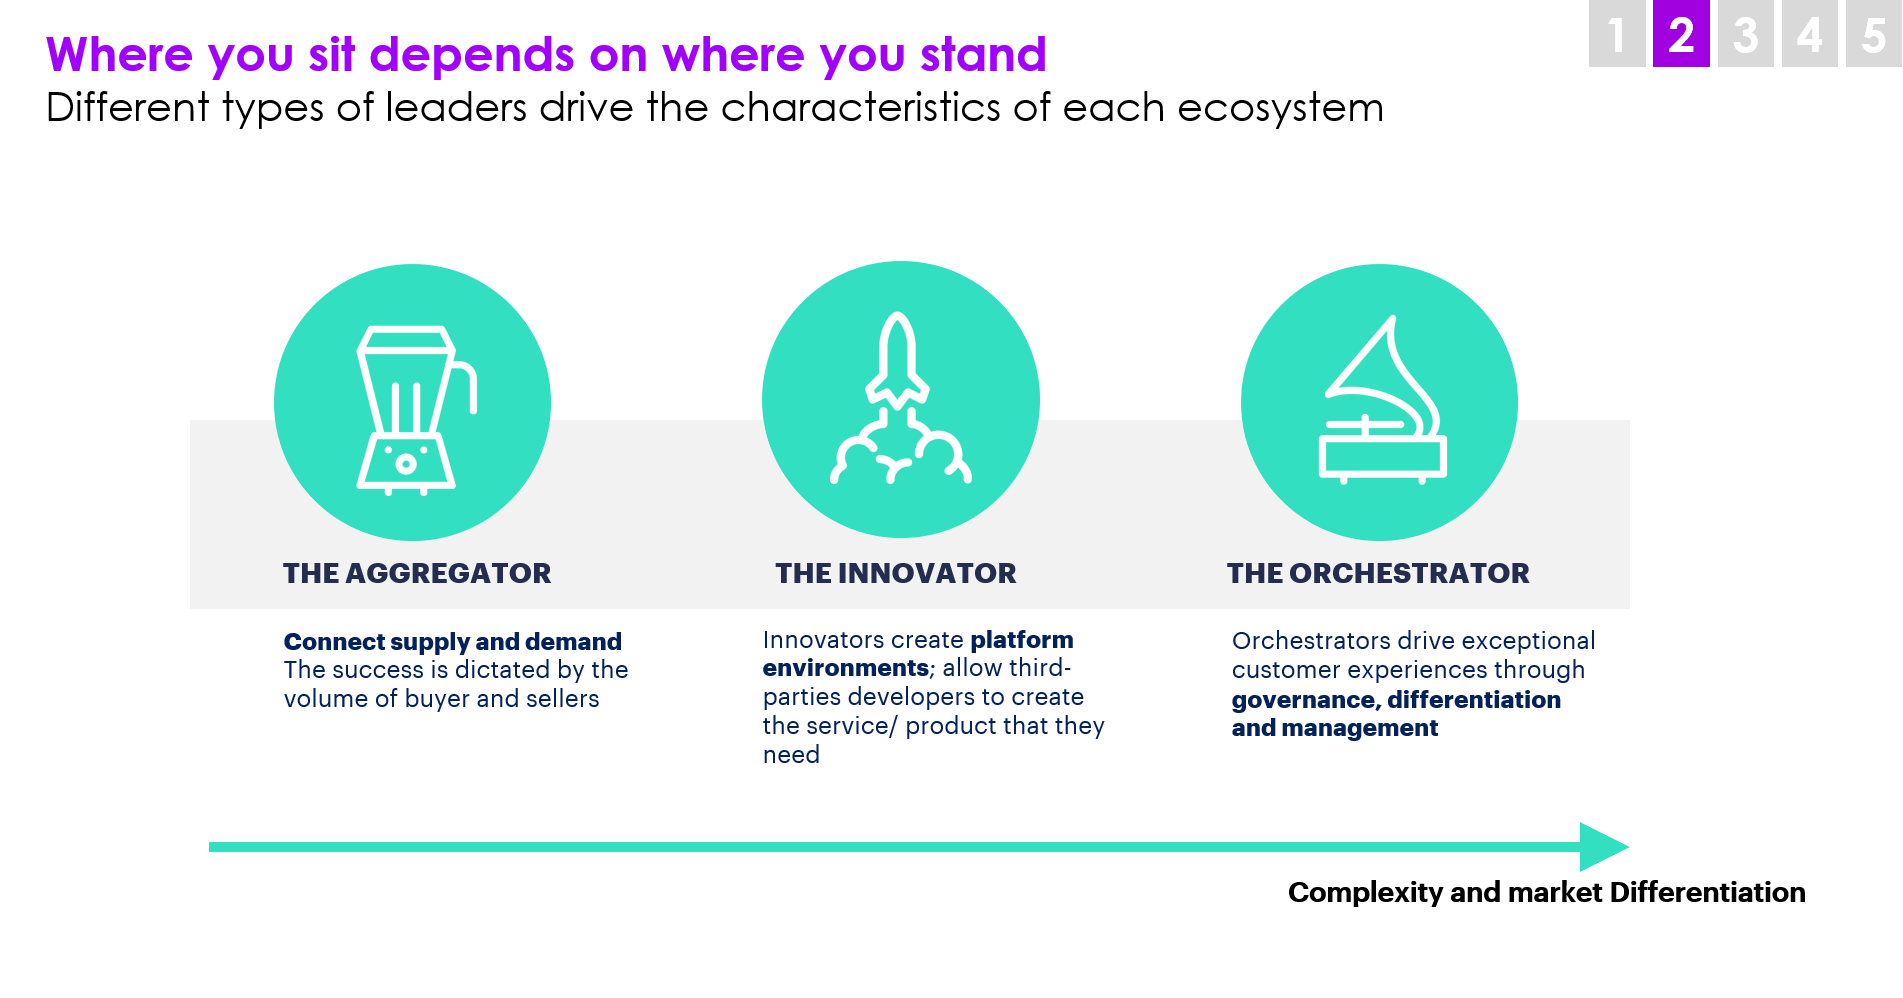 Where you sit depends on where you stand
Different types of leaders drive the characteristics of each ecosystem
1 2 3 4 5
THE AGGREGATOR
Connect supply and demand
The success is dictated by the
volume of buyer and sellers
THE INNOVATOR
Innovators create platform
environments; allow third-
parties developers to create
the service/ product that they
need
THE ORCHESTRATOR
Orchestrators drive exceptional
customer experiences through
governance, differentiation
and management
Complexity and market Differentiation